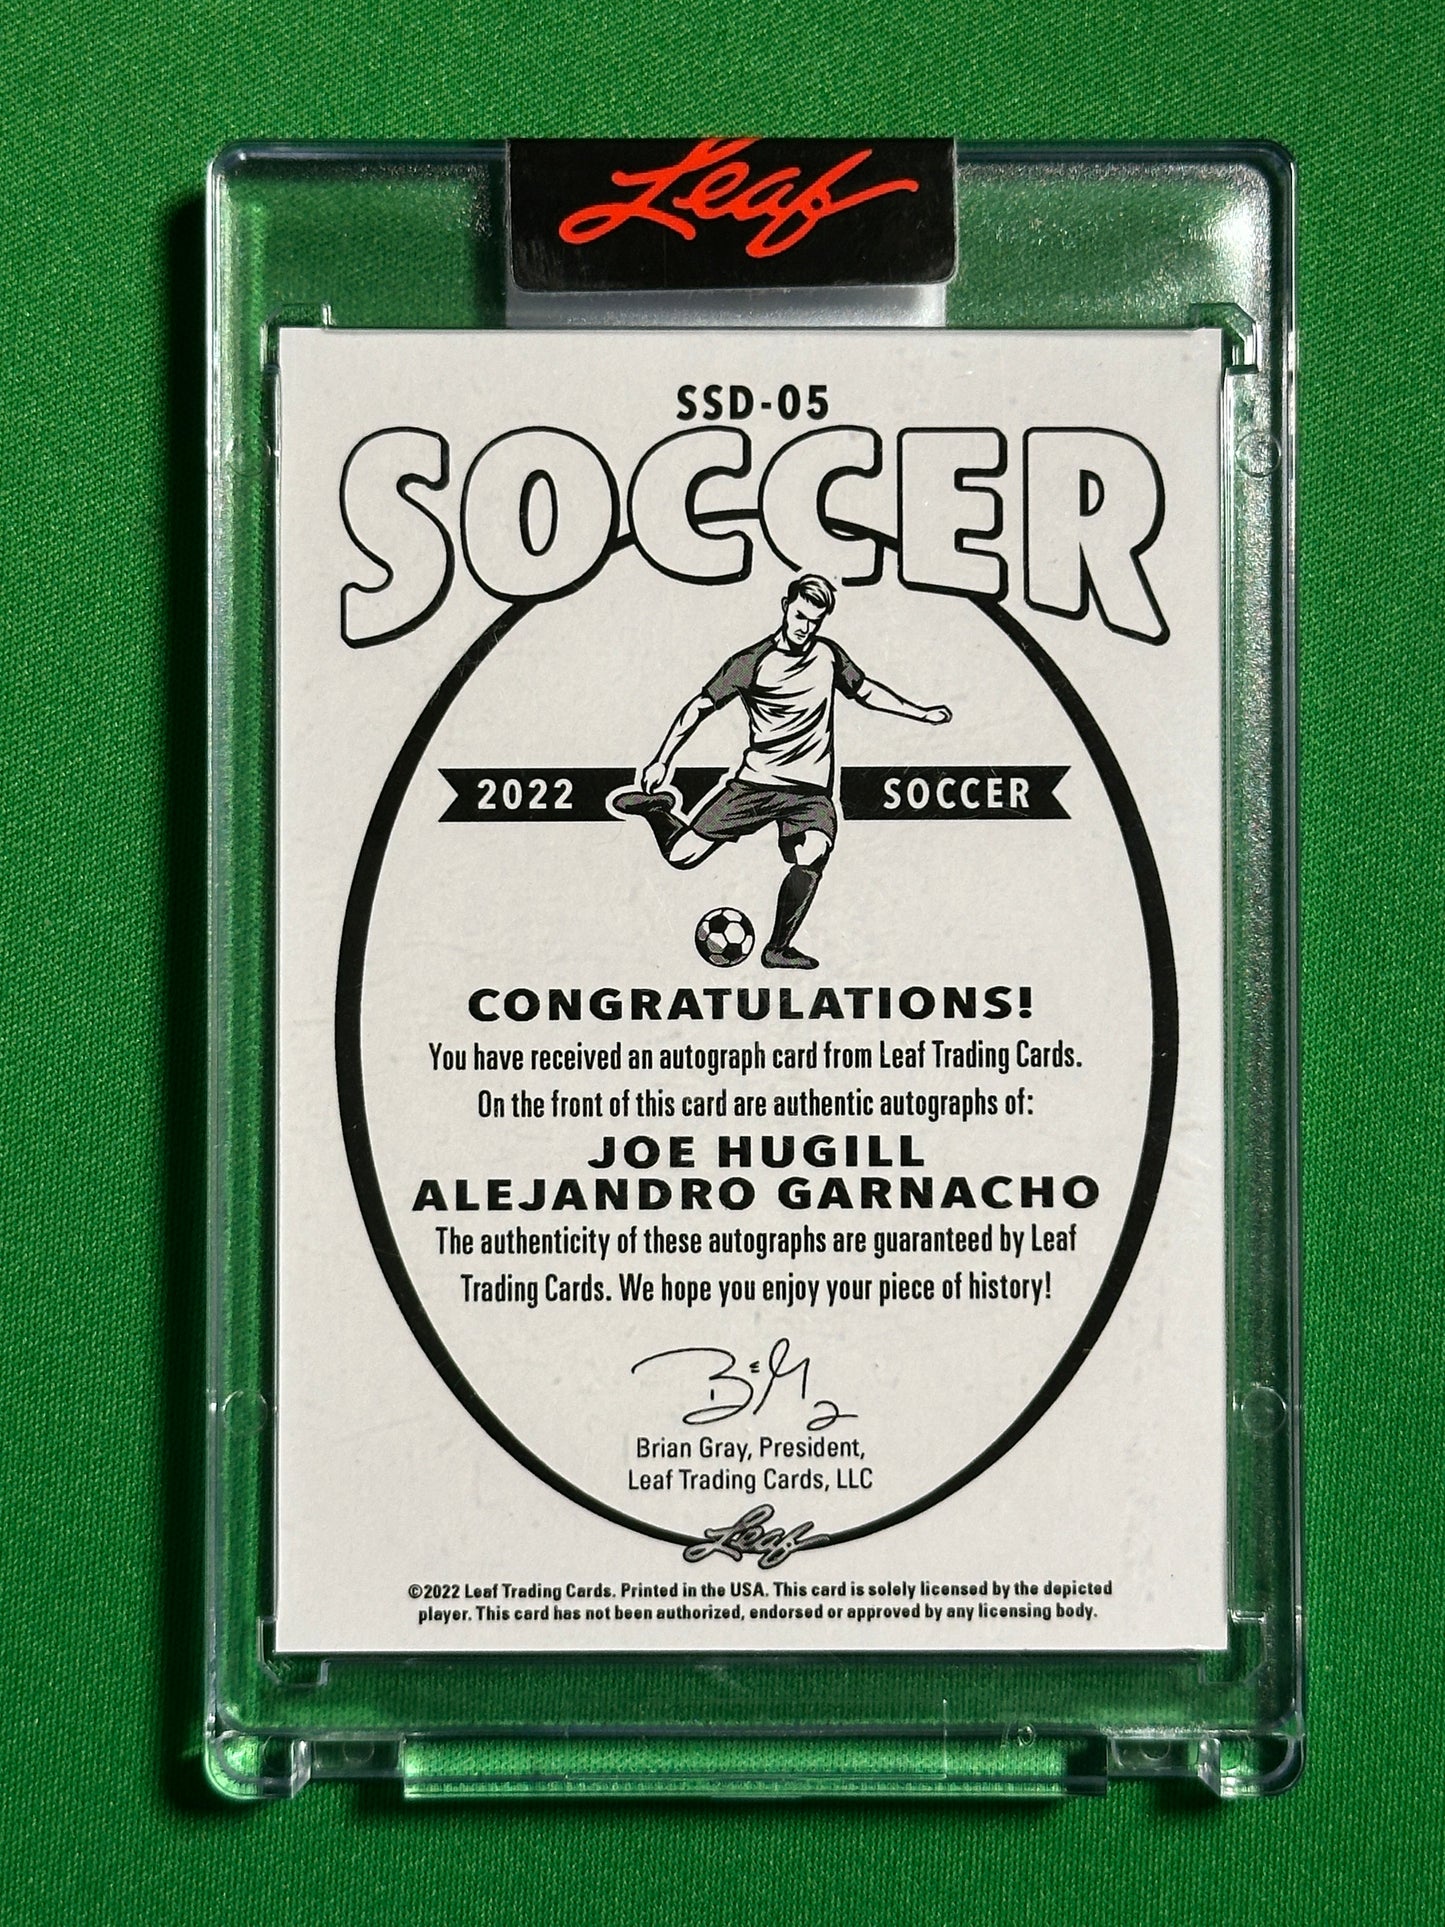 Leaf
SSD-05
SOCCER
2022 SOCCER
CONGRATULATIONS!
You have received an autograph card from Leaf Trading Cards.
On the front of this card are authentic autographs of:
JOE HUGILL
ALEJANDRO GARNACHO
The authenticity of these autographs are guaranteed by Leaf
Trading Cards. We hope you enjoy your piece of history!
Brian Gray, President,
Leaf Trading Cards, LLC
Leaf
©2022 Leaf Trading Cards. Printed in the USA. This card is solely licensed by the depicted
player. This card has not been authorized, endorsed or approved by any licensing body.